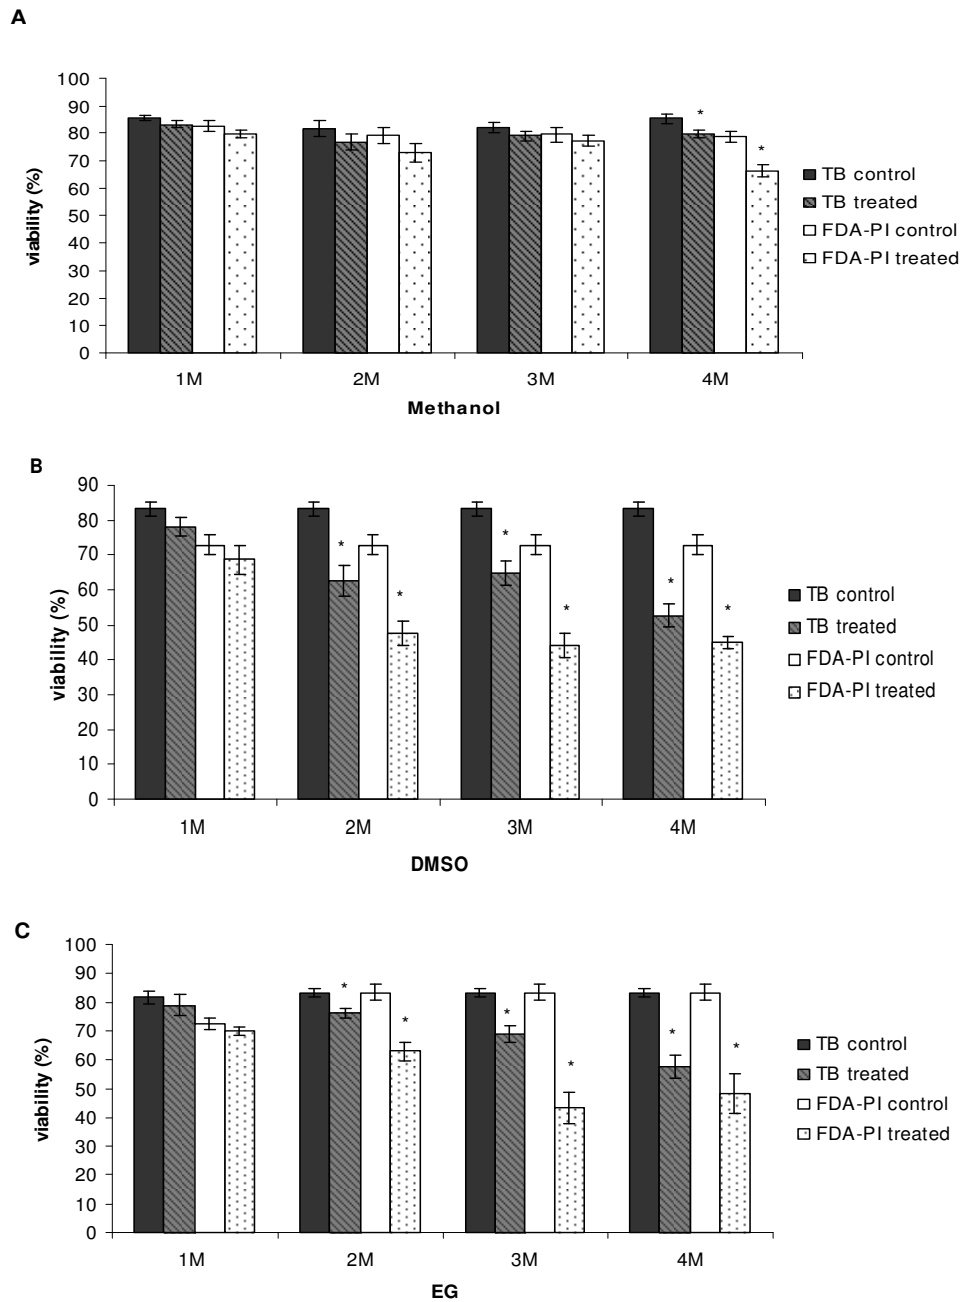 A
100
90
80
70
60
50
40
30
20
10
0
viability (%)
* *
1M 2M 3M 4M
Methanol
TB control
TB treated
FDA-PI control
FDA-PI treated
B
90
80
70
60
50
40
30
20
10
0
viability (%)
* * * * * *
1M 2M 3M 4M
DMSO
TB control
TB treated
FDA-PI control
FDA-PI treated
C
100
90
80
70
60
50
40
30
20
10
0
viability (%)
* * * * * *
1M 2M 3M 4M
EG
TB control
TB treated
FDA-PI control
FDA-PI treated